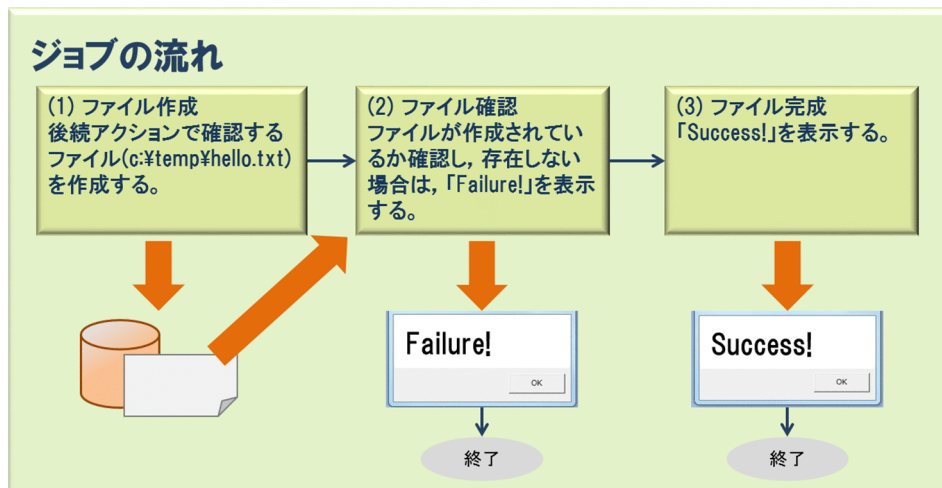 ジョブの流れ
(1) ファイル作成
後続アクションで確認する
ファイル(c:¥temp¥hello.txt)
を作成する。
(2) ファイル確認
ファイルが作成されてい
るか確認し，存在しない
場合は，「Failure!」を表示
する。
(3) ファイル完成
「Success!」を表示する。
Failure!
OK
Success!
OK
終了
終了